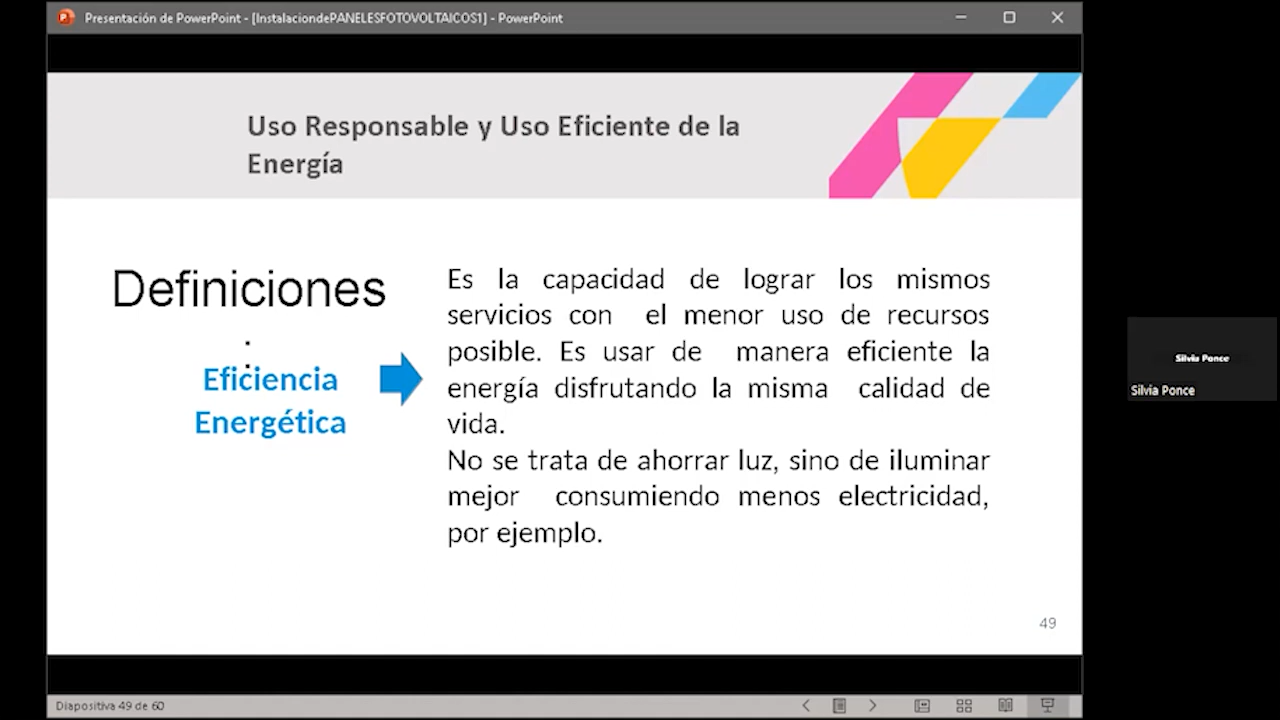 Presentación de PowerPoint - [InstalaciondePANELESFOTOVOLTAICOS1] - PowerPoint
Uso Responsable y Uso Eficiente de la
Energía
Definiciones
:
Eficiencia
Energética
Es la capacidad de lograr los mismos
servicios con el menor uso de recursos
posible. Es usar de manera eficiente la
energía disfrutando la misma calidad de
vida.
No se trata de ahorrar luz, sino de iluminar
mejor consumiendo menos electricidad,
por ejemplo.
49
Diapositiva 49 de 60
Silvia Ponce
Silvia Ponce